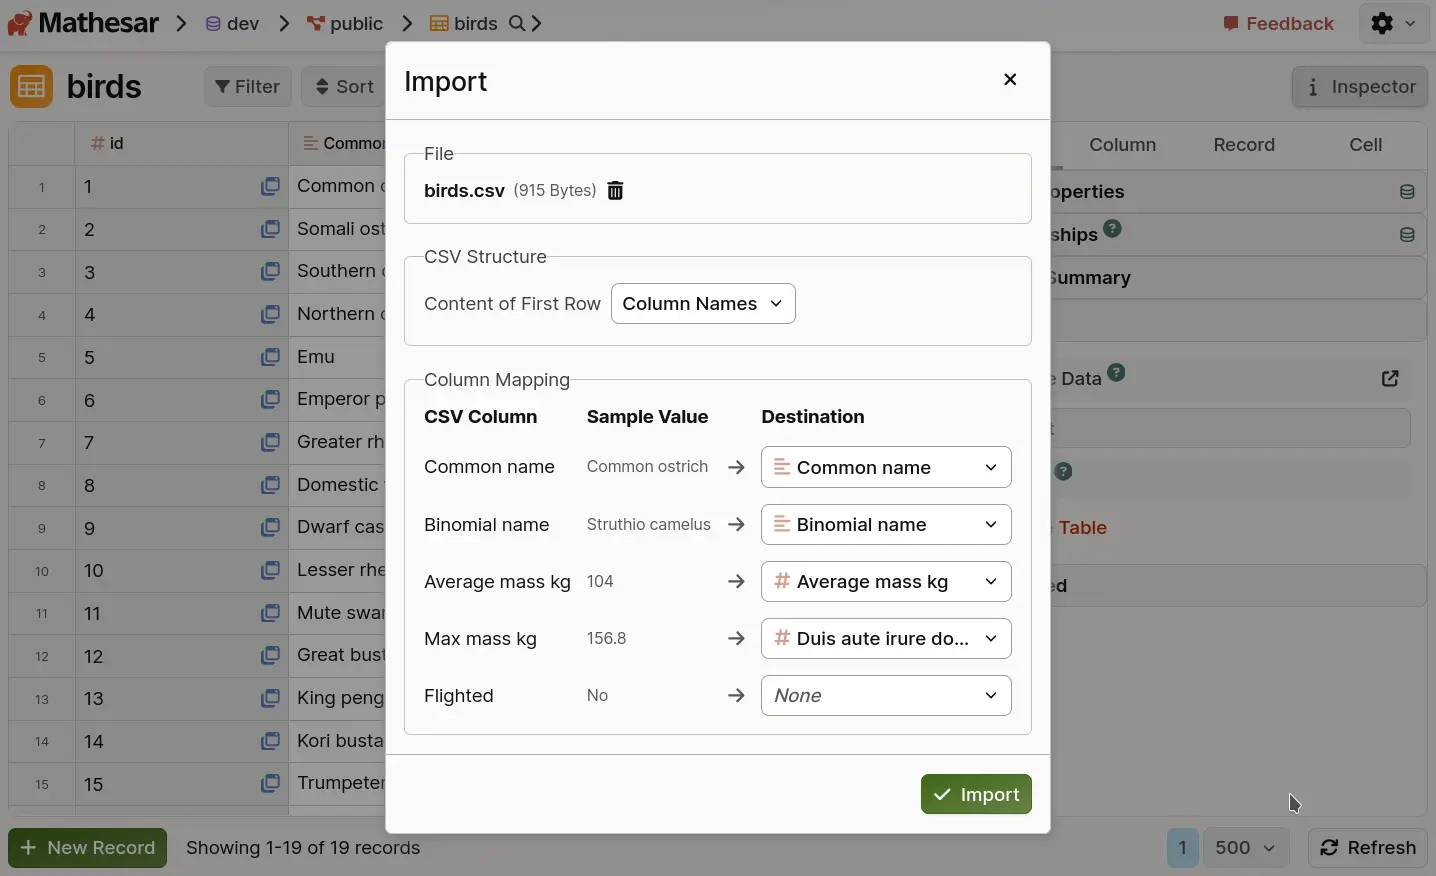 Mathesar dev public birds
Feedback
birds
Filter
Sort
Inspector
id
Common
1 1 Common
2 2 Somali ost
3 3 Southern
4 4 Northern
5 5 Emu
6 6 Emperor p
7 7 Greater rh
8 8 Domestic
9 9 Dwarf cas
10 10 Lesser rhe
11 11 Mute swa
12 12 Great bust
13 13 King peng
14 14 Kori busta
15 15 Trumpeter
New Record
Showing 1-19 of 19 records
Import
File
birds.csv (915 Bytes)
CSV Structure
Content of First Row Column Names
Column Mapping
CSV Column Sample Value Destination
Common name Common ostrich Common name
Binomial name Struthio camelus Binomial name
Average mass kg 104 Average mass kg
Max mass kg 156.8 Duis aute irure do...
Flighted No None
Import
Column Record Cell
operties
ships
Summary
Data
Table
d
1
500
Refresh